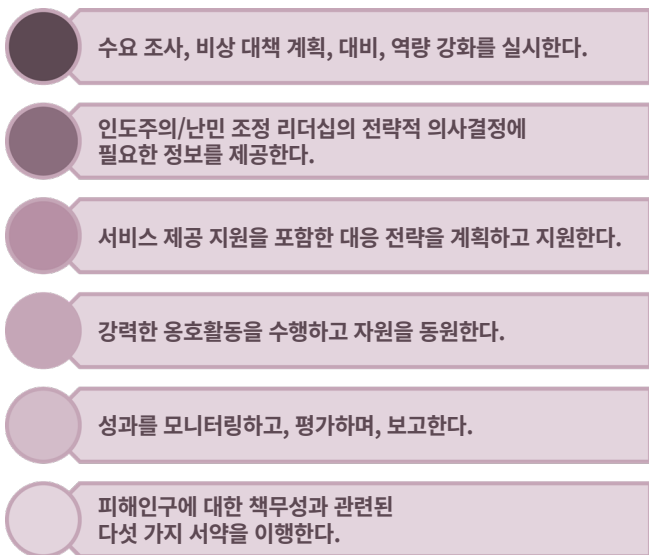 수요 조사, 비상 대책 계획, 대비, 역량 강화를 실시한다.
인도주의/난민 조정 리더십의 전략적 의사결정에
필요한 정보를 제공한다.
서비스 제공 지원을 포함한 대응 전략을 계획하고 지원한다.
강력한 옹호활동을 수행하고 자원을 동원한다.
성과를 모니터링하고, 평가하며, 보고한다.
피해인구에 대한 책무성과 관련된
다섯 가지 서약을 이행한다.